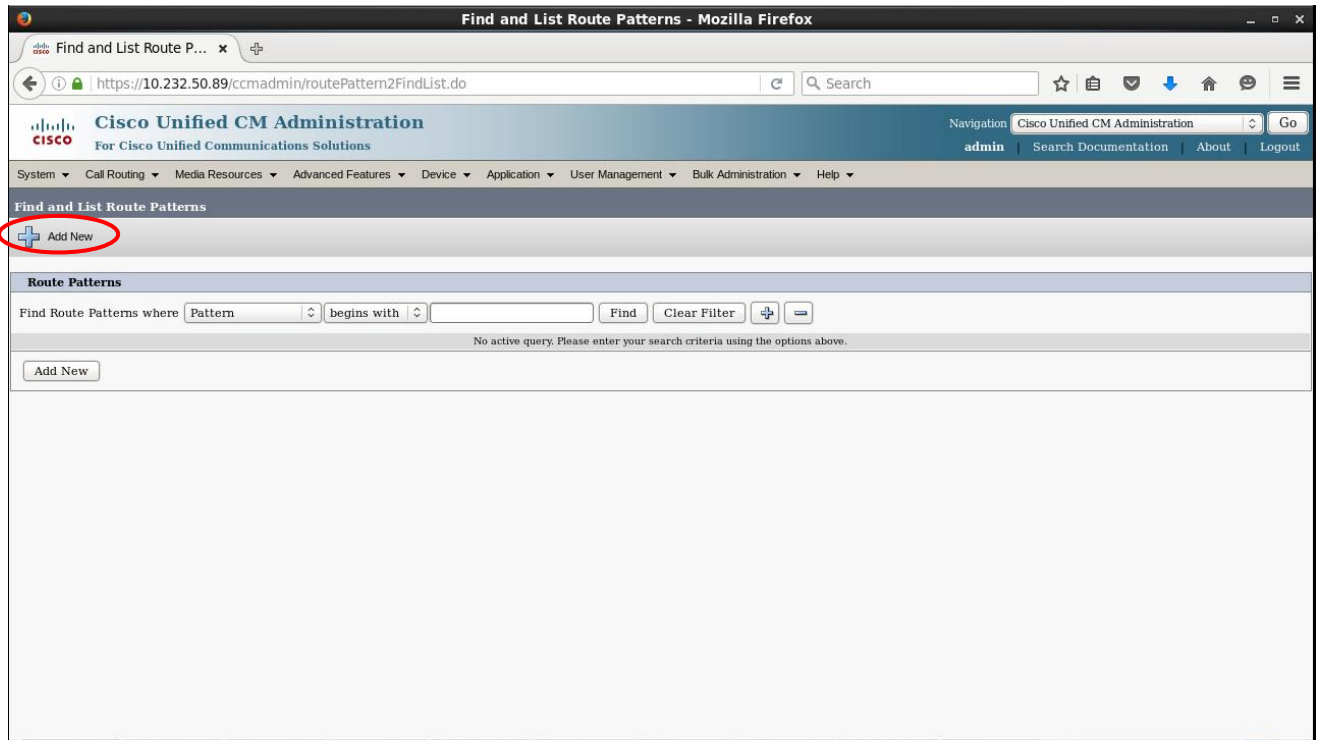 Find and List Route Patterns - Mozilla Firefox
Find and List Route P...
https://10.232.50.89/ccmadmin/routePattern2FindList.do
Search
CISCO
Cisco Unified CM Administration
For Cisco Unified Communications Solutions
Navigation Cisco Unified CM Administration Go
admin | Search Documentation | About | Logout
System Call Routing Media Resources Advanced Features Device Application User Management Bulk Administration Help
Find and List Route Patterns
Add New
Route Patterns
Find Route Patterns where Pattern begins with Find Clear Filter
No active query. Please enter your search criteria using the options above.
Add New